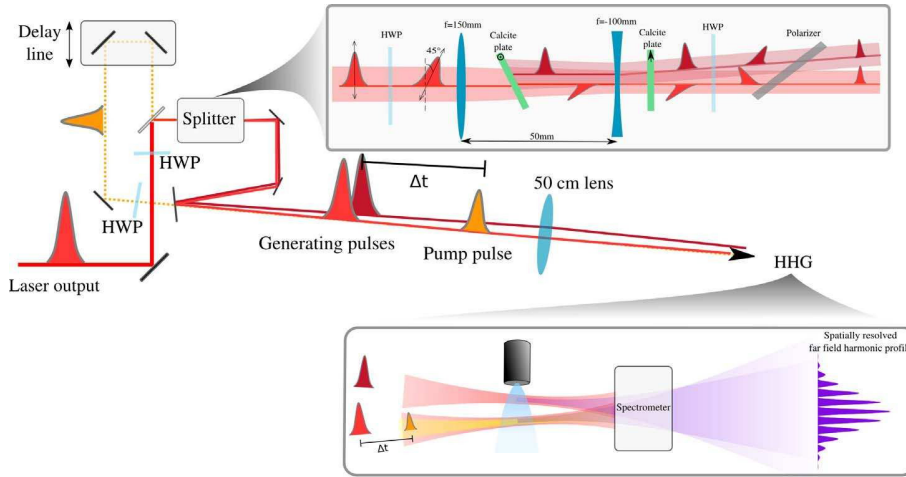 Delay
line
Splitter
HWP
HWP
Laser output
Δt
Generating pulses
Pump pulse
50 cm lens
HHG
HWP
45°
f=150mm
Calcite
plate
f=-100mm
Calcite
plate
HWP
Polarizer
50mm
Δt
Spectrometer
Spatially resolved
far field harmonic profil